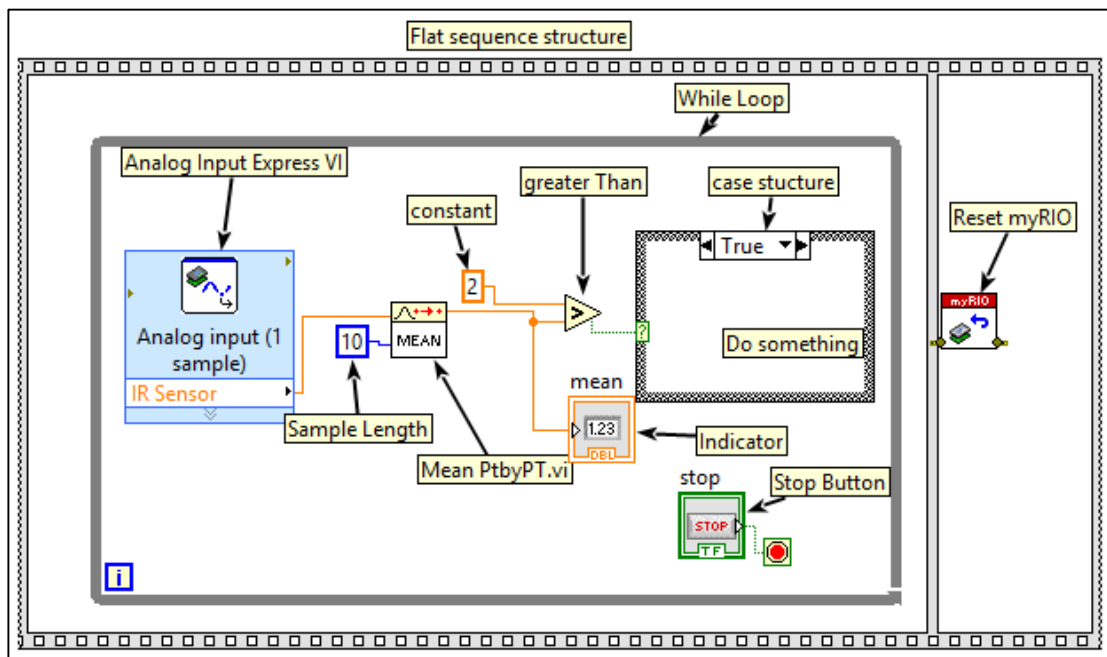 Flat sequence structure
While Loop
Analog Input Express VI
greater Than
case stucture
constant
Reset myRIO
True
2
>
myRIO
Analog input (1
sample)
10
MEAN
?
Do something
IR Sensor
mean
1.23
DBL
Sample Length
Indicator
Mean PtbyPT.vi
stop
Stop Button
STOP
TF
i